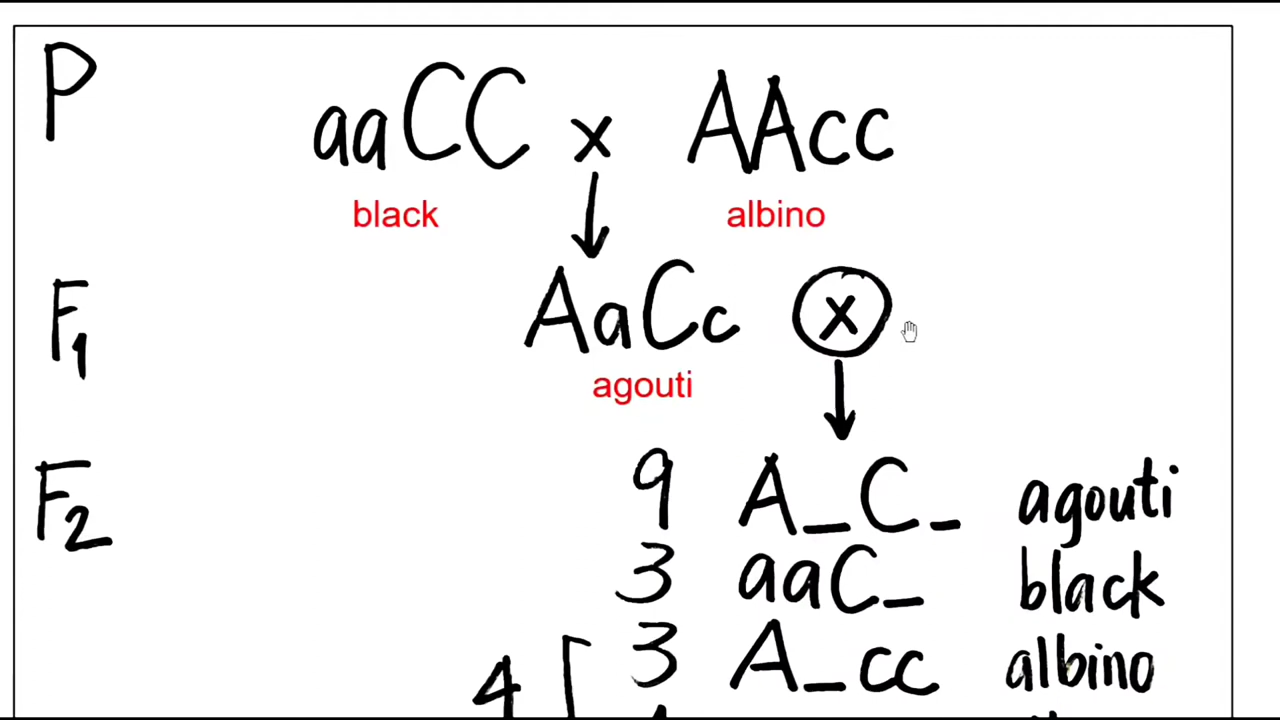 P
aaCC x AAcc
black albino
F1
AaCc x
agouti
F2
9 A_C_ agouti
3 aaC_ black
3 A_cc albino
4